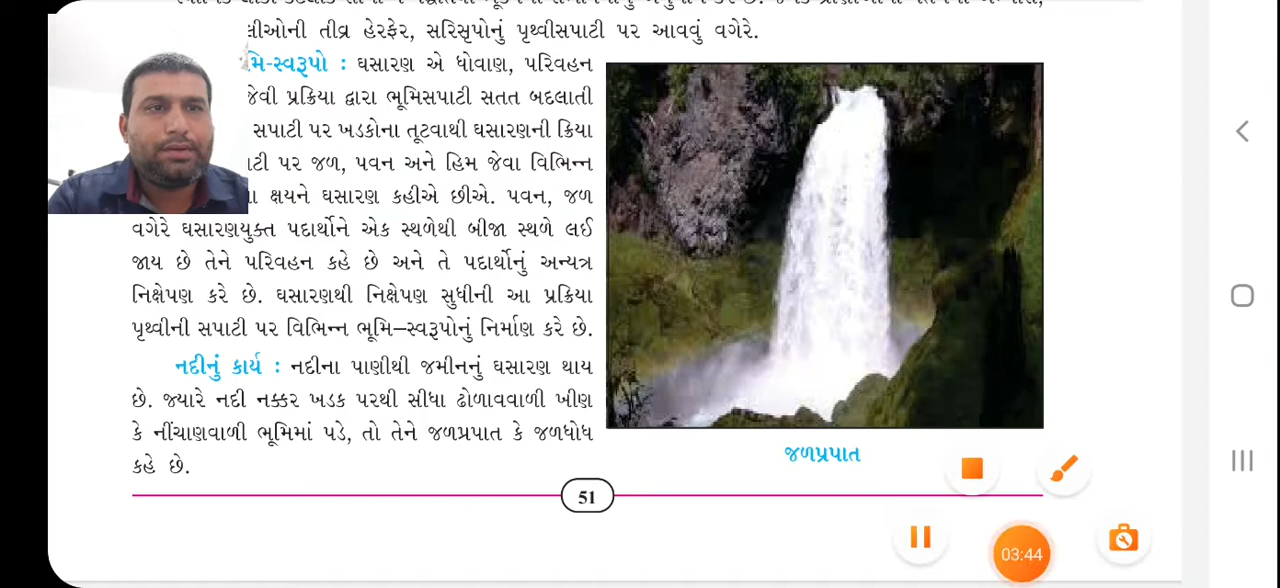 લીઓની તીવ્ર હેરફેર, સરિસૃપોનું પૃથ્વીસપાટી પર આવવું વગેરે.
મિ-સ્વરૂપો : ઘસારણ એ ધોવાણ, પરિવહન
જેવી પ્રક્રિયા દ્વારા ભૂમિસપાટી સતત બદલાતી
સપાટી પર ખડકોના તૂટવાથી ઘસારણની ક્રિયા
ાટી પર જળ, પવન અને હિમ જેવા વિભિન્ન
ા ક્ષયને ઘસારણ કહીએ છીએ. પવન, જળ
વગેરે ઘસારણયુક્ત પદાર્થોને એક સ્થળેથી બીજા સ્થળે લઈ
જાય છે તેને પરિવહન કહે છે અને તે પદાર્થોનું અન્યત્ર
નિક્ષેપણ કરે છે. ઘસારણથી નિક્ષેપણ સુધીની આ પ્રક્રિયા
પૃથ્વીની સપાટી પર વિભિન્ન ભૂમિ–સ્વરૂપોનું નિર્માણ કરે છે.
નદીનું કાર્ય : નદીના પાણીથી જમીનનું ઘસારણ થાય
છે. જ્યારે નદી નક્કર ખડક પરથી સીધા ઢોળાવવાળી ખીણ
કે નીંચાણવાળી ભૂમિમાં પડે, તો તેને જળપ્રપાત કે જળધોધ
કહે છે.
જળપ્રપાત
51
03:44